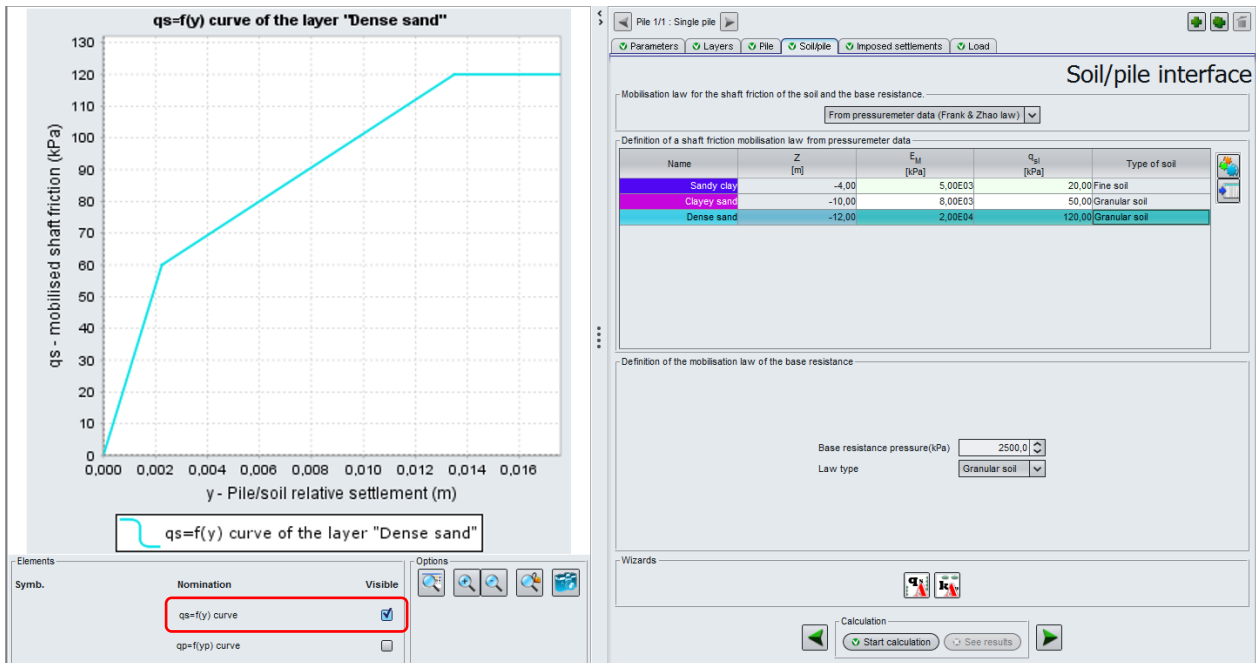 qs=f(y) curve of the layer "Dense sand"
130
120
110
100
90
80
70
60
50
40
30
20
10
0
qs - mobilised shaft friction (kPa)
0,000 0,002 0,004 0,006 0,008 0,010 0,012 0,014 0,016
y - Pile/soil relative settlement (m)
qs=f(y) curve of the layer "Dense sand"
Elements
Symb. Nomination Visible
qs=f(y) curve
qp=f(yp) curve
Options
Pile 1/1 : Single pile
Parameters Layers Pile Soil/pile Imposed settlements Load
Soil/pile interface
Mobilisation law for the shaft friction of the soil and the base resistance.
From pressuremeter data (Frank & Zhao law)
Definition of a shaft friction mobilisation law from pressuremeter data
Name Z [m] EM [kPa] qsl [kPa] Type of soil
Sandy clay -4,00 5,00E03 20,00 Fine soil
Clayey sand -10,00 8,00E03 50,00 Granular soil
Dense sand -12,00 2,00E04 120,00 Granular soil
Definition of the mobilisation law of the base resistance
Base resistance pressure(kPa) 2500,0
Law type Granular soil
Wizards
Calculation
Start calculation See results